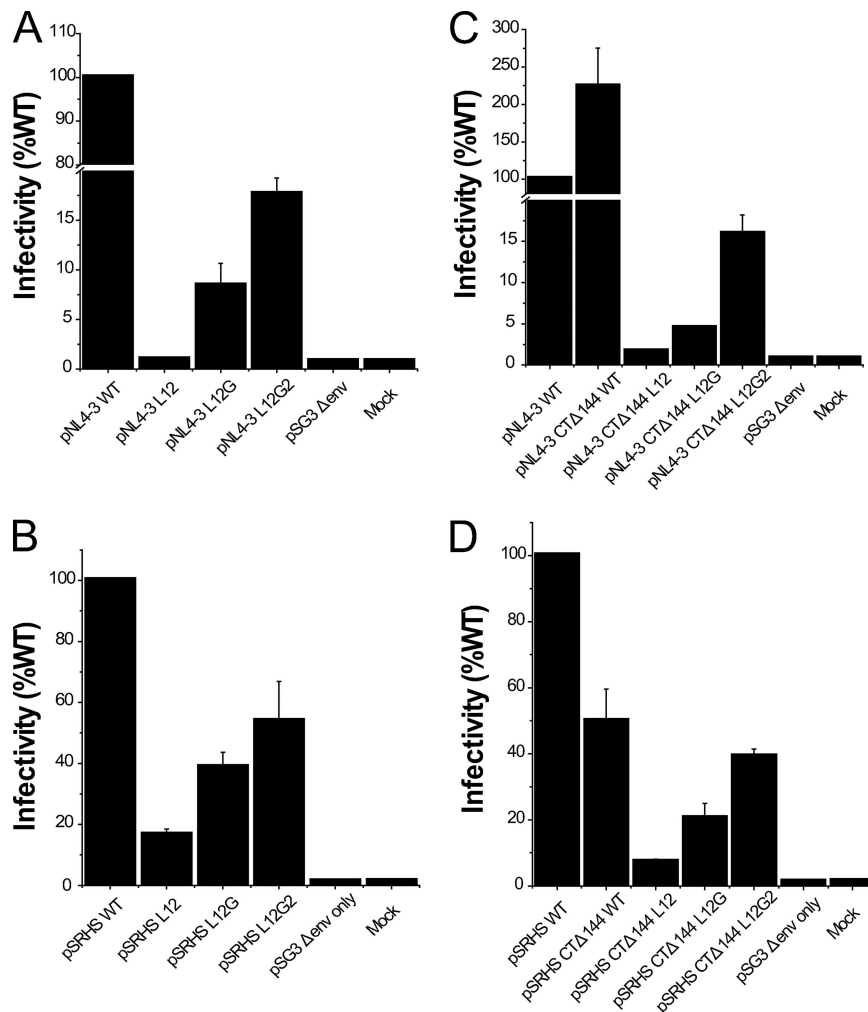 A
Infectivity (%WT)
110
100
90
80
15
10
5
0
pNL4-3 WT
pNL4-3 L12
pNL4-3 L12G
pNL4-3 L12G2
pSG3 Δenv
Mock
C
Infectivity (%WT)
300
250
200
150
100
15
10
5
0
pNL4-3 WT
pNL4-3 CTΔ144 WT
pNL4-3 CTΔ144 L12
pNL4-3 CTΔ144 L12G
pNL4-3 CTΔ144 L12G2
pSG3 Δenv
Mock
B
Infectivity (%WT)
100
80
60
40
20
0
pSRHS WT
pSRHS L12
pSRHS L12G
pSRHS L12G2
pSG3 Δenv only
Mock
D
Infectivity (%WT)
100
80
60
40
20
0
pSRHS WT
pSRHS CTΔ144 WT
pSRHS CTΔ144 L12
pSRHS CTΔ144 L12G
pSRHS CTΔ144 L12G2
pSG3 Δenv only
Mock